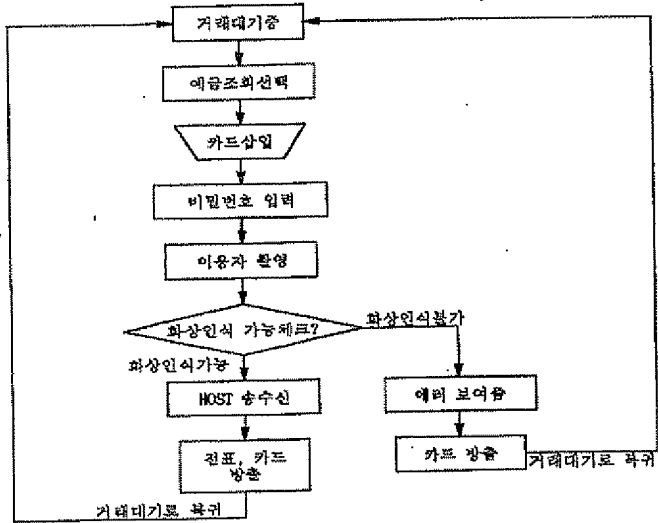 거래대기중
예금조회선택
카드삽입
비밀번호 입력
이용자 촬영
화상인식 가능체크?
화상인식불가
화상인식가능
HOST 송수신
에러 보여줌
전표, 카드
방출
카드 방출
거래대기로 복귀
거래대기로 복귀